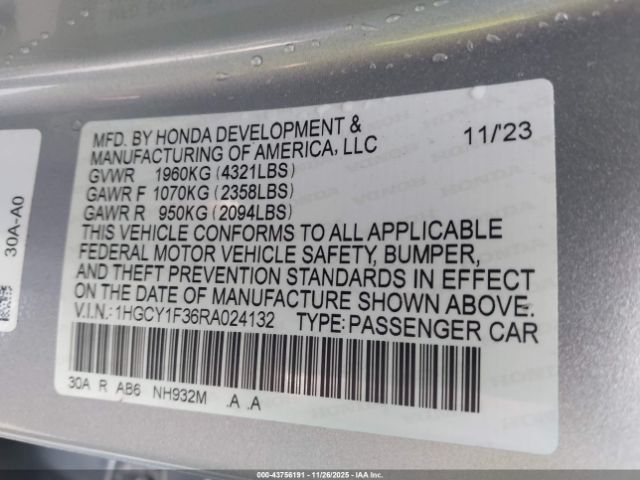 MFD. BY HONDA DEVELOPMENT & MANUFACTURING OF AMERICA, LLC 11/'23
GVWR 1960KG (4321LBS)
GAWR F 1070KG (2358LBS)
GAWR R 950KG (2094LBS)
THIS VEHICLE CONFORMS TO ALL APPLICABLE
FEDERAL MOTOR VEHICLE SAFETY, BUMPER,
AND THEFT PREVENTION STANDARDS IN EFFECT
ON THE DATE OF MANUFACTURE SHOWN ABOVE.
V.I.N.: 1HGCY1F36RA024132 TYPE: PASSENGER CAR
30A R AB6 NH932M .A .A
30A-A0
000-43756191 - 11/26/2025 - IAAI.COM